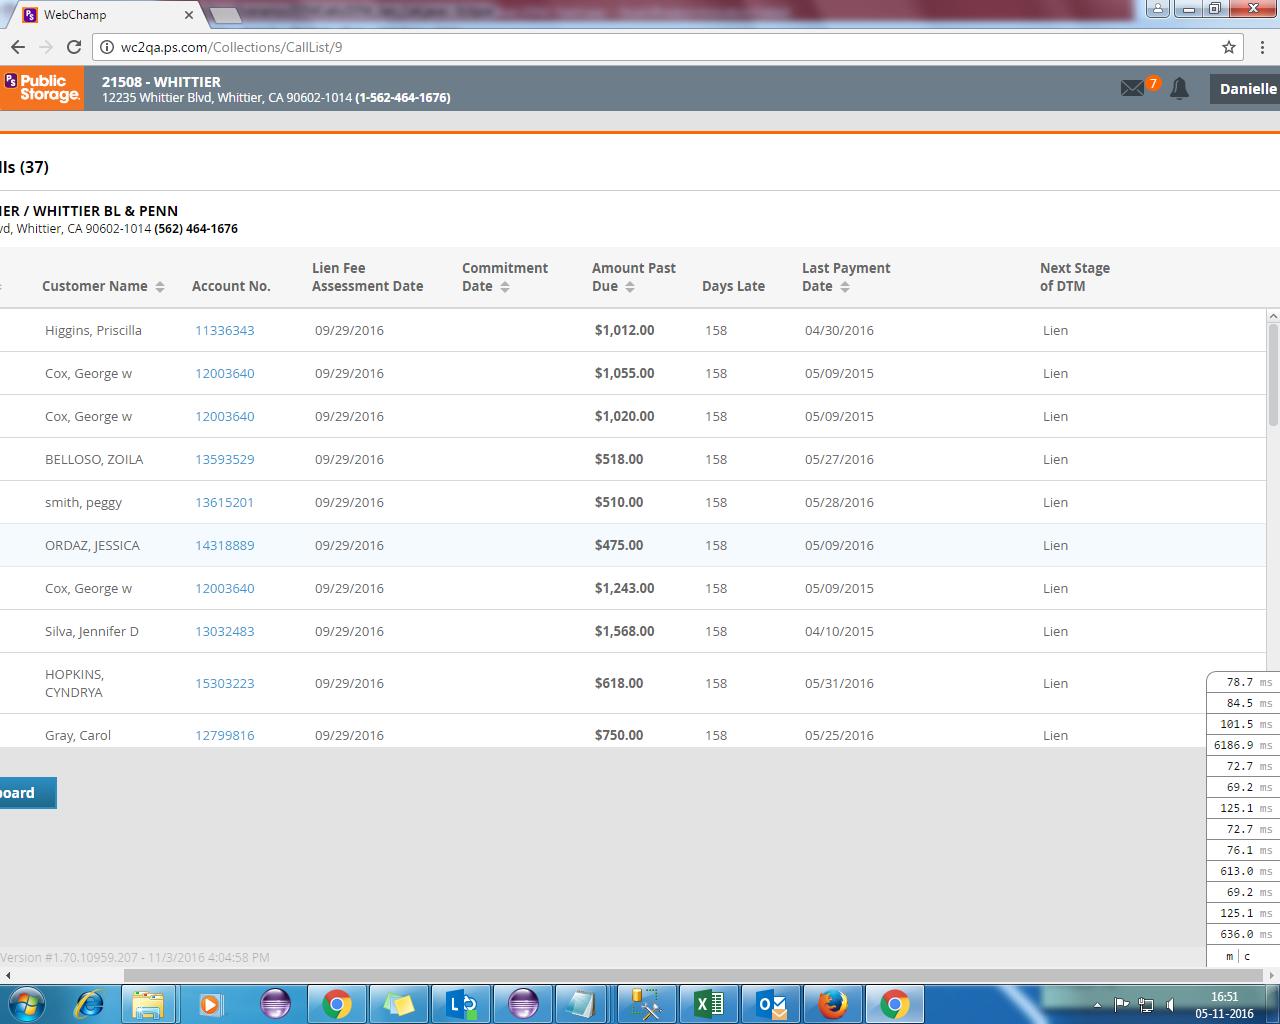 WebChamp
wc2qa.ps.com/Collections/CallList/9
Public Storage.
21508 - WHITTIER
12235 Whittier Blvd, Whittier, CA 90602-1014 (1-562-464-1676)
7
Danielle
lls (37)
IER / WHITTIER BL & PENN
vd, Whittier, CA 90602-1014 (562) 464-1676
Customer Name Account No. Lien Fee Assessment Date Commitment Date Amount Past Due Days Late Last Payment Date Next Stage of DTM
Higgins, Priscilla 11336343 09/29/2016 $1,012.00 158 04/30/2016 Lien
Cox, George w 12003640 09/29/2016 $1,055.00 158 05/09/2015 Lien
Cox, George w 12003640 09/29/2016 $1,020.00 158 05/09/2015 Lien
BELLOSO, ZOILA 13593529 09/29/2016 $518.00 158 05/27/2016 Lien
smith, peggy 13615201 09/29/2016 $510.00 158 05/28/2016 Lien
ORDAZ, JESSICA 14318889 09/29/2016 $475.00 158 05/09/2016 Lien
Cox, George w 12003640 09/29/2016 $1,243.00 158 05/09/2015 Lien
Silva, Jennifer D 13032483 09/29/2016 $1,568.00 158 04/10/2015 Lien
HOPKINS, CYNDRYA 15303223 09/29/2016 $618.00 158 05/31/2016 Lien
Gray, Carol 12799816 09/29/2016 $750.00 158 05/25/2016 Lien
board
78.7 ms
84.5 ms
101.5 ms
6186.9 ms
72.7 ms
69.2 ms
125.1 ms
72.7 ms
76.1 ms
613.0 ms
69.2 ms
125.1 ms
636.0 ms
m c
Version #1.70.10959.207 - 11/3/2016 4:04:58 PM
16:51
05-11-2016